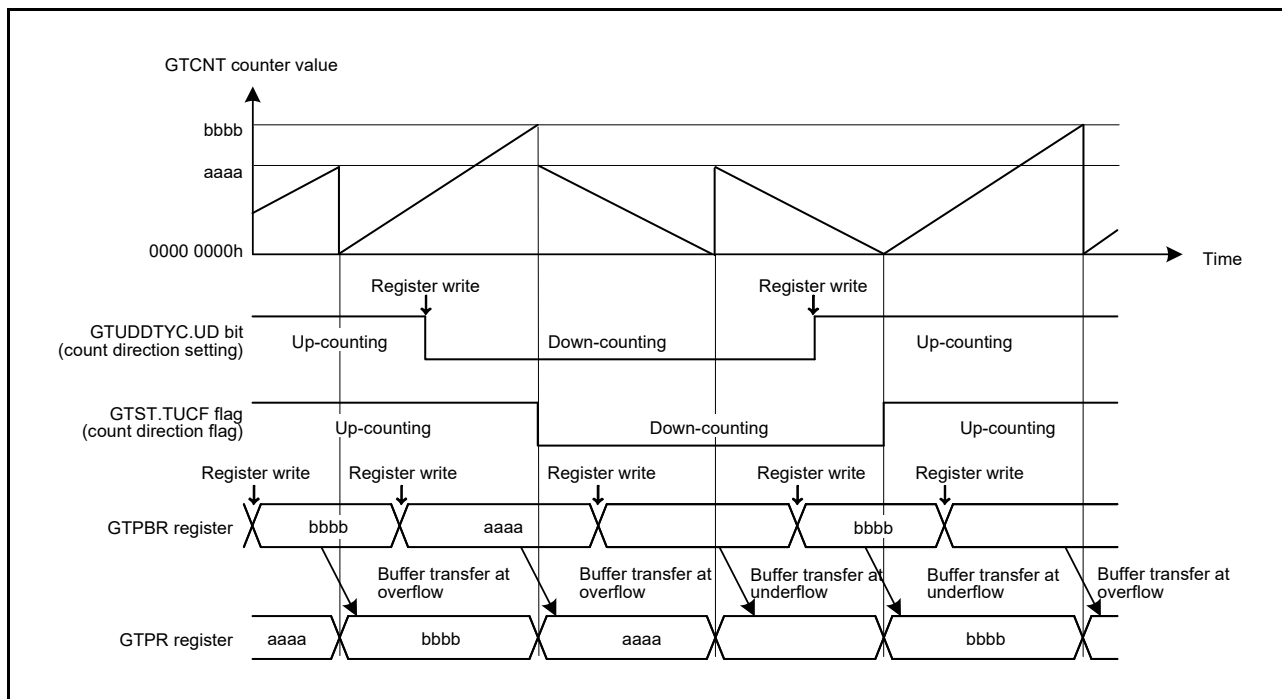 GTCNT counter value
bbbb
aaaa
0000 0000h
Time
Register write
Register write
GTUDDTYC.UD bit
(count direction setting)
Up-counting
Down-counting
Up-counting
GTST.TUCF flag
(count direction flag)
Up-counting
Down-counting
Up-counting
Register write
Register write
Register write
Register write
Register write
GTPBR register
bbbb
aaaa
bbbb
Buffer transfer at
overflow
Buffer transfer at
overflow
Buffer transfer at
underflow
Buffer transfer at
underflow
Buffer transfer at
overflow
GTPR register
aaaa
bbbb
aaaa
bbbb